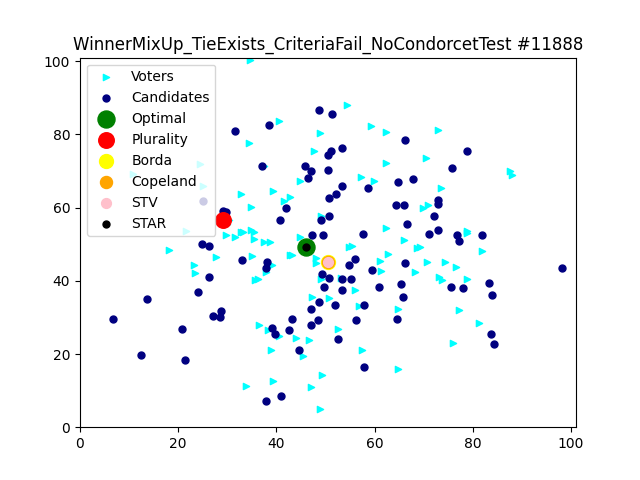 WinnerMixUp_TieExists_CriteriaFail_NoCondorcetTest #11888
Voters
Candidates
Optimal
Plurality
Borda
Copeland
STV
STAR
100
80
60
40
20
0
0 20 40 60 80 100